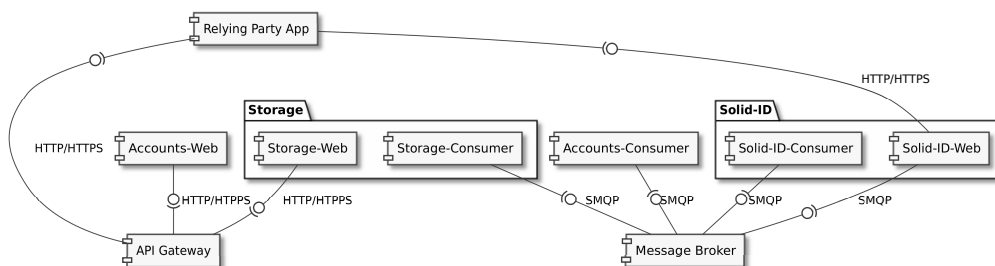 Relying Party App
HTTP/HTTPS
Storage
Solid-ID
HTTP/HTTPS
Accounts-Web
Storage-Web
Storage-Consumer
Accounts-Consumer
Solid-ID-Consumer
Solid-ID-Web
HTTP/HTPPS
HTTP/HTPPS
SMQP
SMQP
SMQP
SMQP
API Gateway
Message Broker